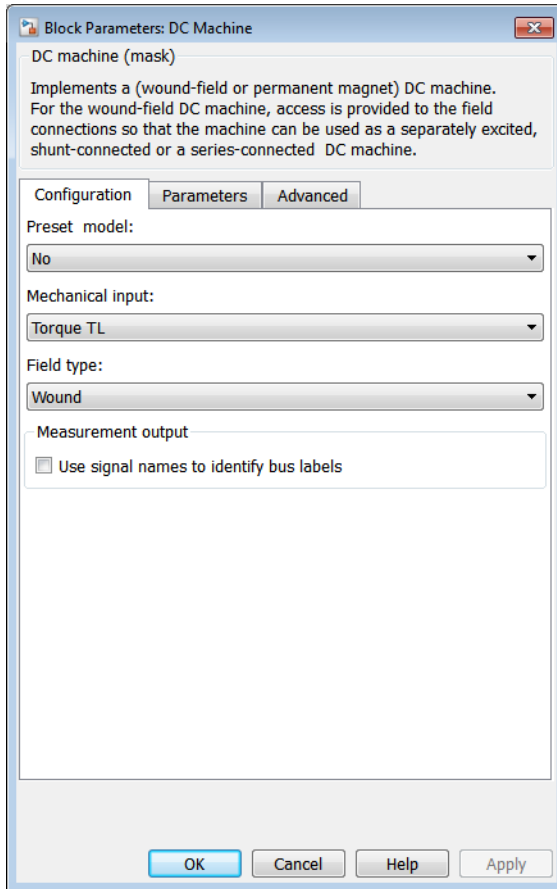 Block Parameters: DC Machine
DC machine (mask)
Implements a (wound-field or permanent magnet) DC machine.
For the wound-field DC machine, access is provided to the field
connections so that the machine can be used as a separately excited,
shunt-connected or a series-connected DC machine.
Configuration Parameters Advanced
Preset model:
No
Mechanical input:
Torque TL
Field type:
Wound
Measurement output
Use signal names to identify bus labels
OK Cancel Help Apply